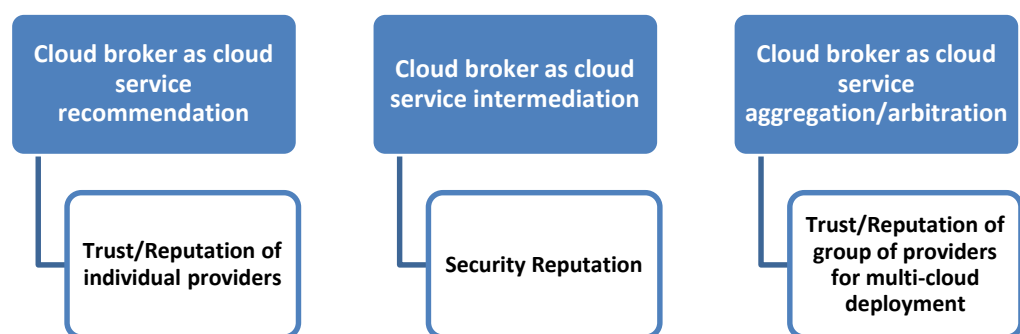 Cloud broker as cloud
service
recommendation
Trust/Reputation of
individual providers
Cloud broker as cloud
service intermediation
Security Reputation
Cloud broker as cloud
service
aggregation/arbitration
Trust/Reputation of
group of providers
for multi-cloud
deployment